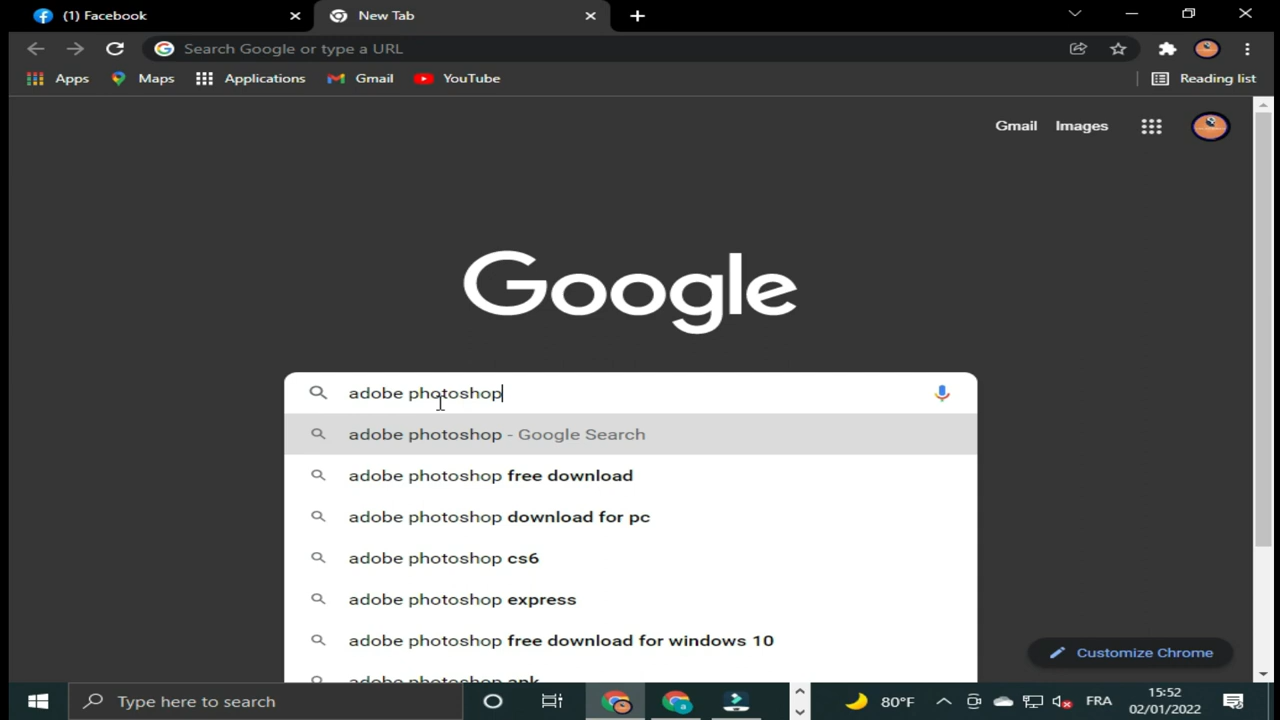 (1) Facebook
New Tab
Search Google or type a URL
Apps
Maps
Applications
Gmail
YouTube
Reading list
Gmail
Images
Google
adobe photoshop
adobe photoshop - Google Search
adobe photoshop free download
adobe photoshop download for pc
adobe photoshop cs6
adobe photoshop express
adobe photoshop free download for windows 10
adobe photoshop apk
Customize Chrome
Type here to search
a
80°F
FRA
15:52
02/01/2022